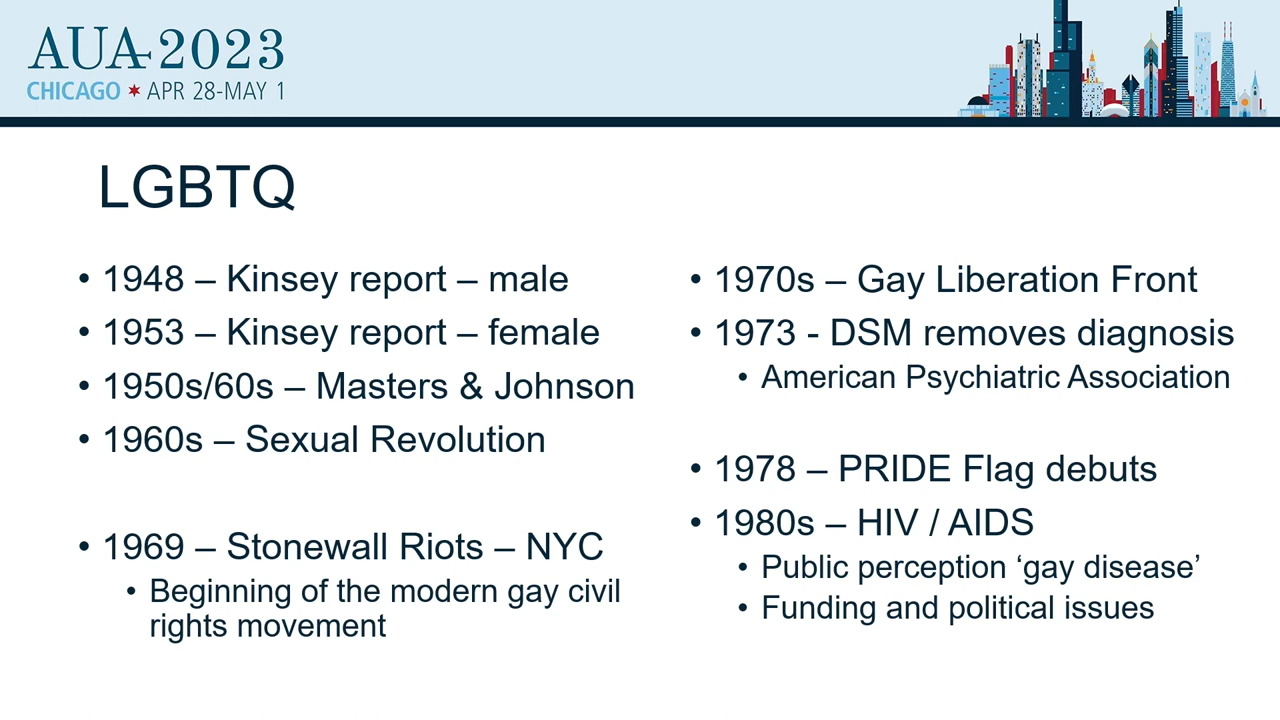 AUA 2023
CHICAGO ✶ APR 28-MAY 1
LGBTQ
• 1948 – Kinsey report – male
• 1953 – Kinsey report – female
• 1950s/60s – Masters & Johnson
• 1960s – Sexual Revolution
• 1969 – Stonewall Riots – NYC
• Beginning of the modern gay civil
rights movement
• 1970s – Gay Liberation Front
• 1973 - DSM removes diagnosis
• American Psychiatric Association
• 1978 – PRIDE Flag debuts
• 1980s – HIV / AIDS
• Public perception ‘gay disease’
• Funding and political issues